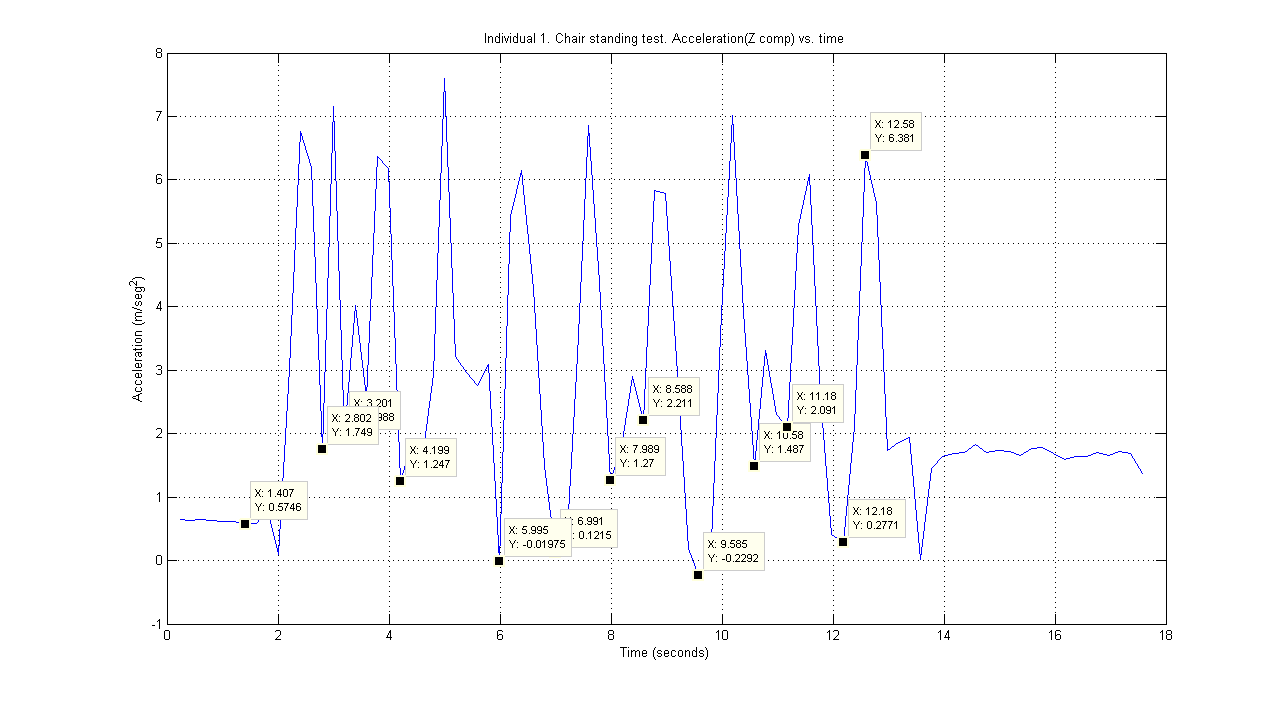 Individual 1. Chair standing test. Acceleration(Z comp) vs. time
8
7
6
5
4
3
2
1
0
-1
Acceleration (m/seg²)
X: 1.407
Y: 0.5746
X: 2.802
Y: 1.749
X: 3.201
988
X: 4.199
Y: 1.247
X: 5.995
Y: -0.01975
X: 6.991
Y: 0.1215
X: 7.989
Y: 1.27
X: 8.588
Y: 2.211
X: 9.585
Y: -0.2292
X: 10.58
Y: 1.487
X: 11.18
Y: 2.091
X: 12.18
Y: 0.2771
X: 12.58
Y: 6.381
0 2 4 6 8 10 12 14 16 18
Time (seconds)